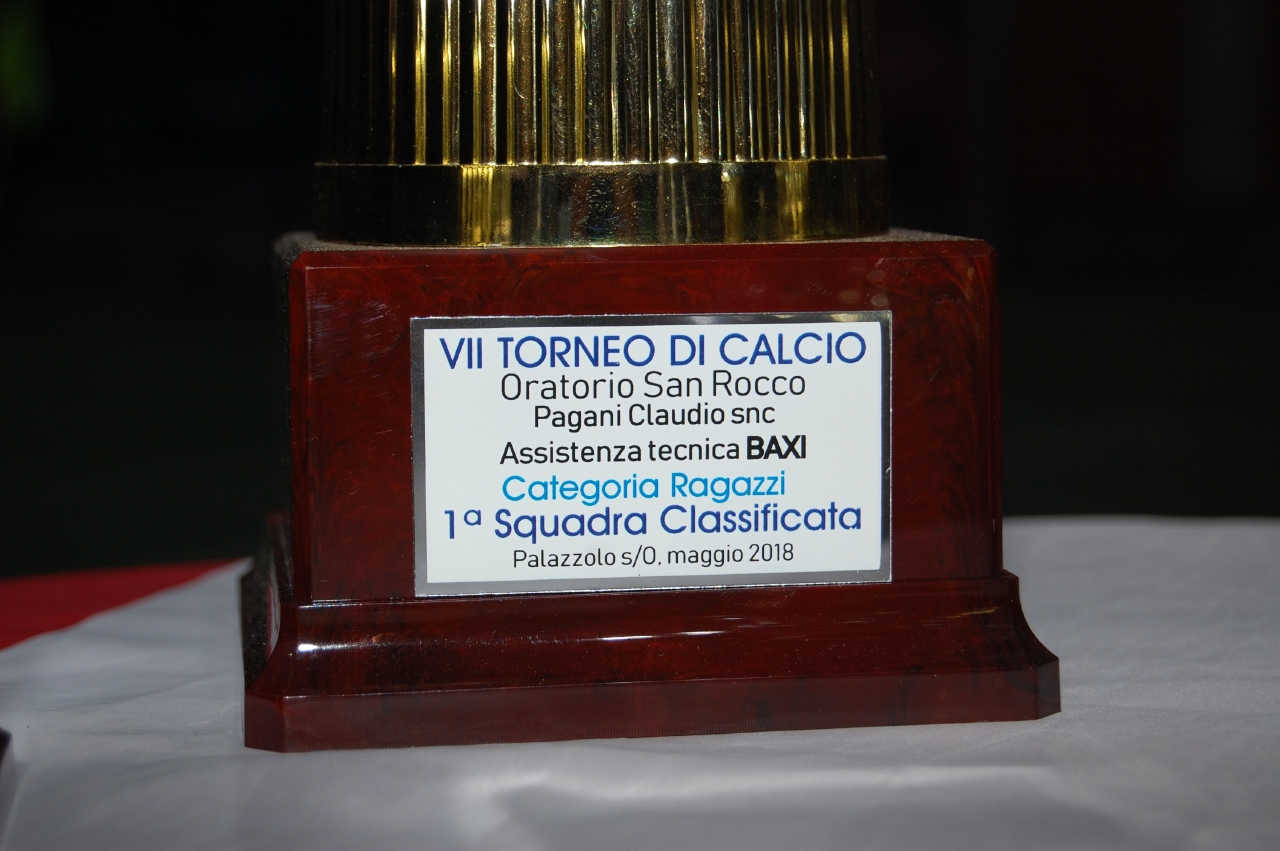 VII TORNEO DI CALCIO
Oratorio San Rocco
Pagani Claudio snc
Assistenza tecnica BAXI
Categoria Ragazzi
1ª Squadra Classificata
Palazzolo s/O, maggio 2018